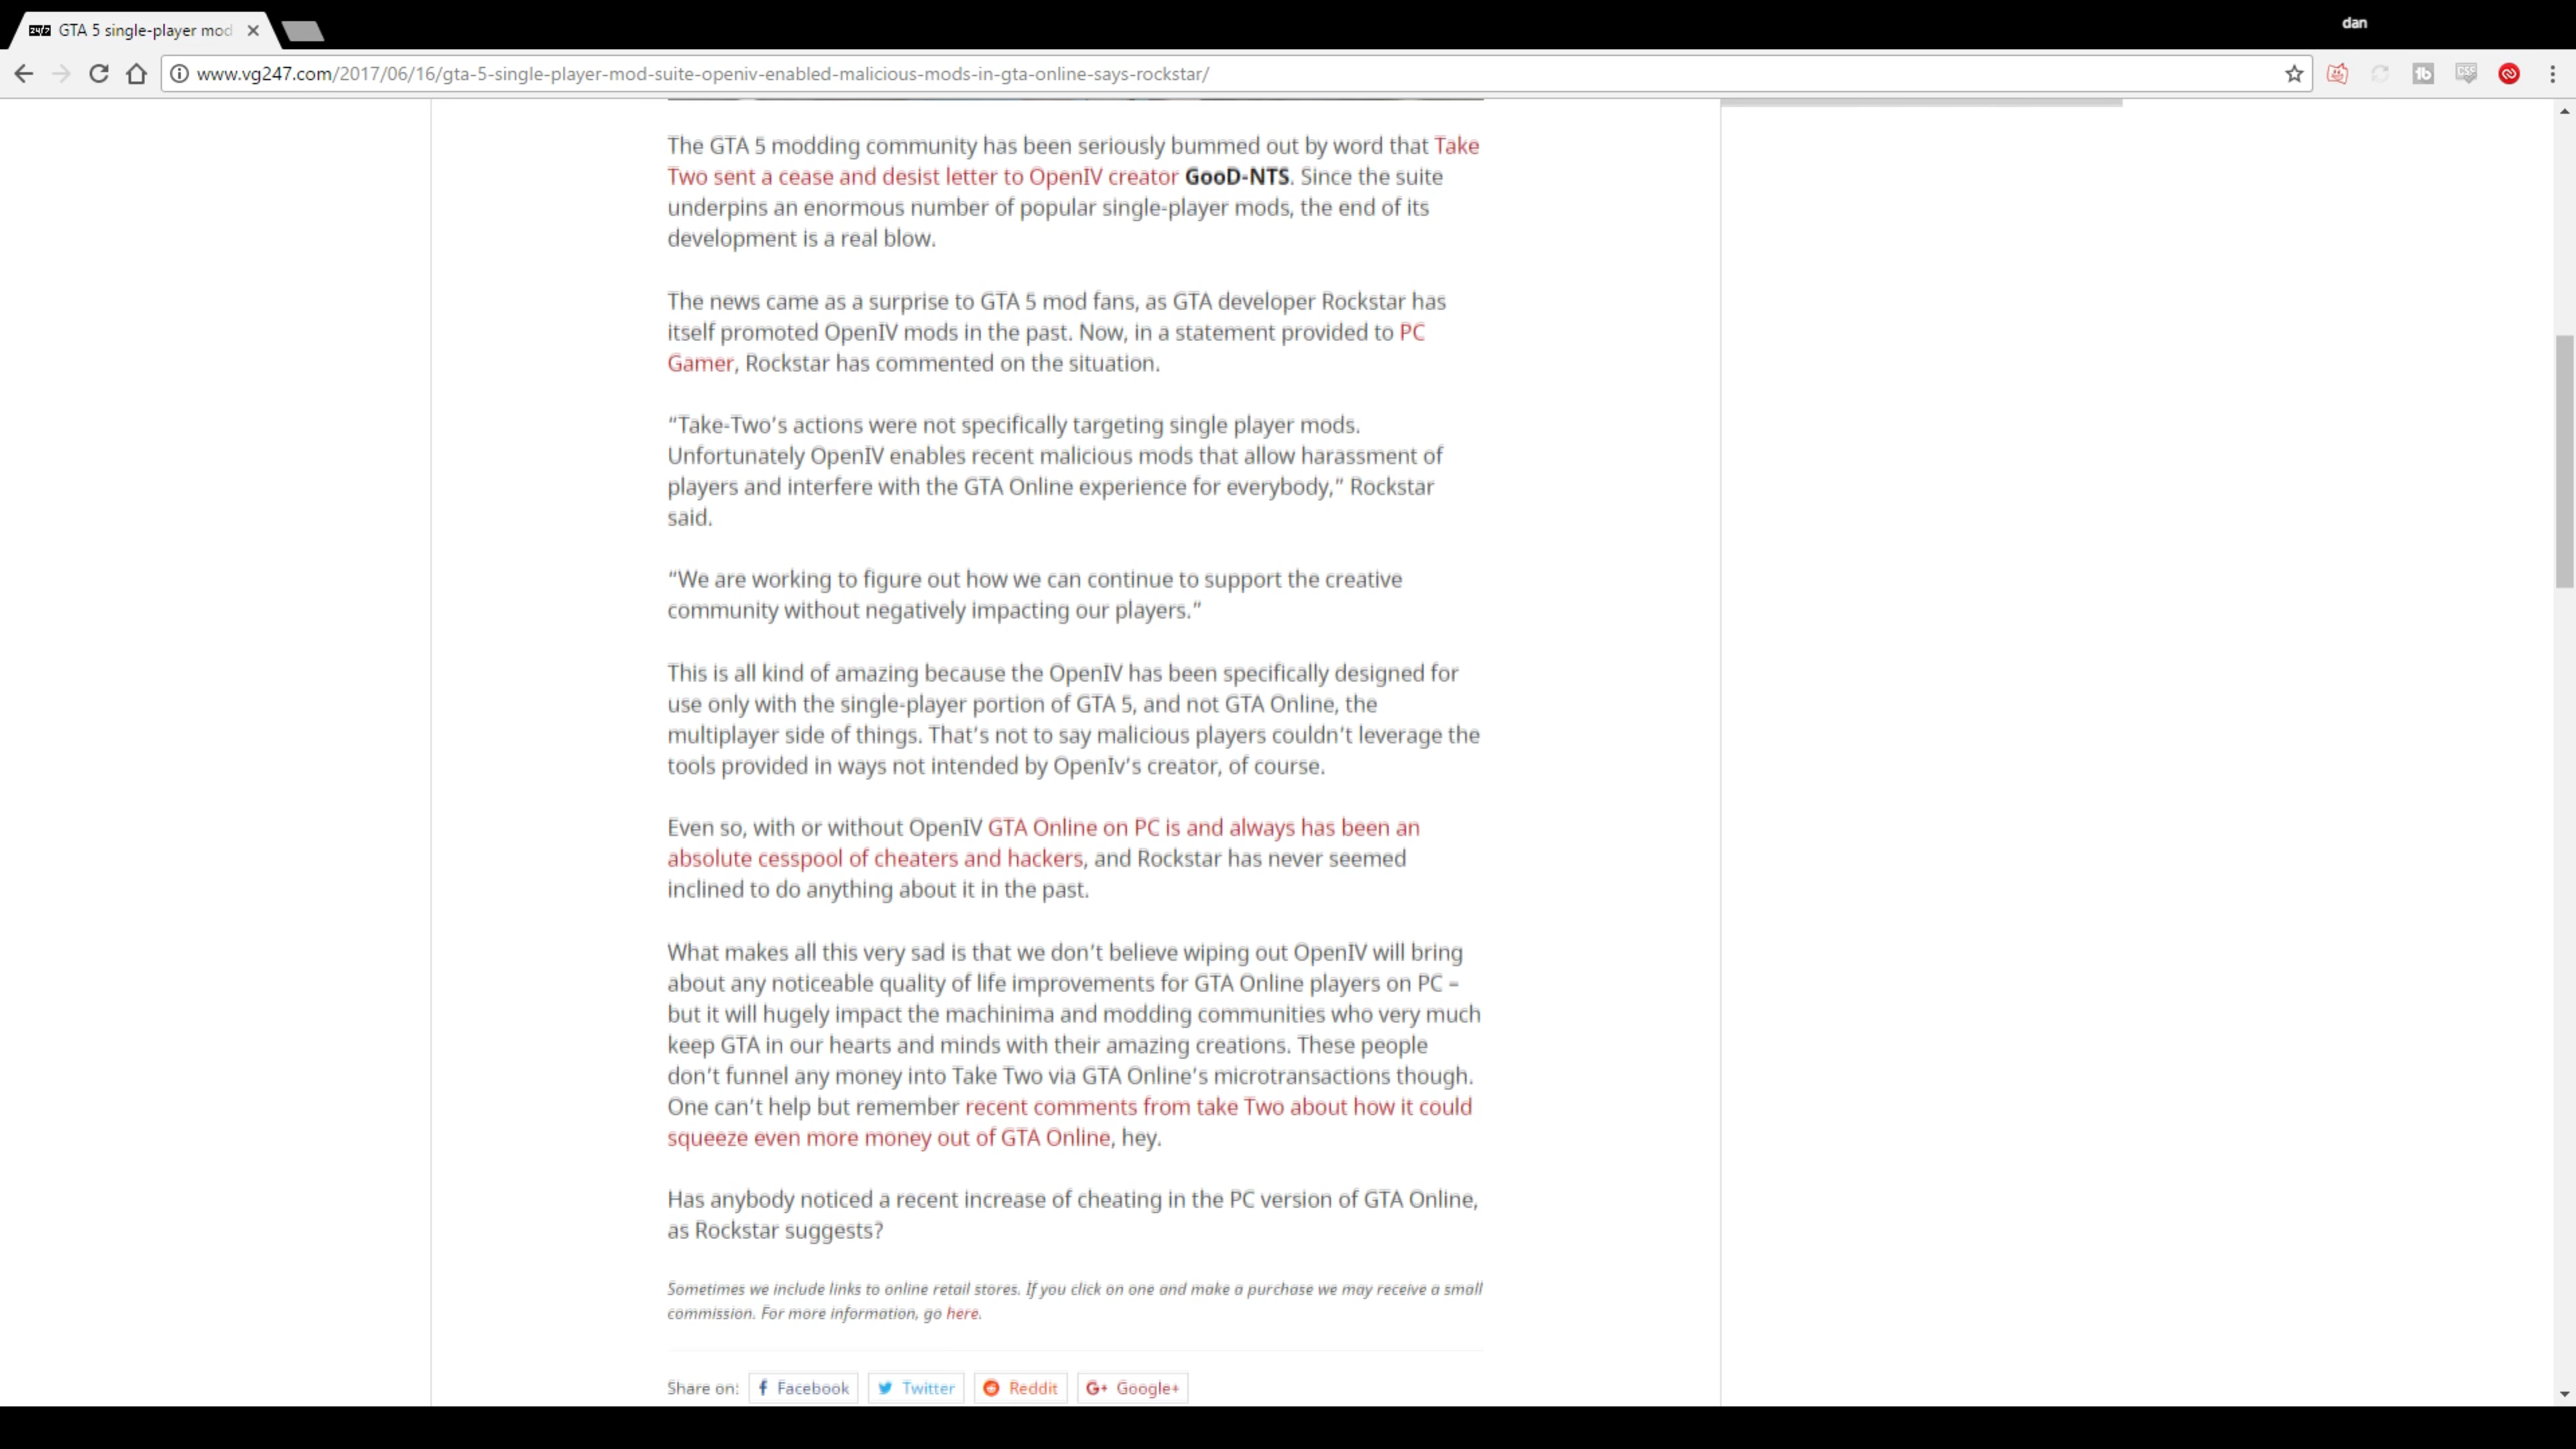 GTA 5 single-player mod
dan
www.vg247.com/2017/06/16/gta-5-single-player-mod-suite-openiv-enabled-malicious-mods-in-gta-online-says-rockstar/
The GTA 5 modding community has been seriously bummed out by word that Take
Two sent a cease and desist letter to OpenIV creator GooD-NTS. Since the suite
underpins an enormous number of popular single-player mods, the end of its
development is a real blow.
The news came as a surprise to GTA 5 mod fans, as GTA developer Rockstar has
itself promoted OpenIV mods in the past. Now, in a statement provided to PC
Gamer, Rockstar has commented on the situation.
“Take-Two’s actions were not specifically targeting single player mods.
Unfortunately OpenIV enables recent malicious mods that allow harassment of
players and interfere with the GTA Online experience for everybody,” Rockstar
said.
“We are working to figure out how we can continue to support the creative
community without negatively impacting our players.”
This is all kind of amazing because the OpenIV has been specifically designed for
use only with the single-player portion of GTA 5, and not GTA Online, the
multiplayer side of things. That’s not to say malicious players couldn’t leverage the
tools provided in ways not intended by OpenIv’s creator, of course.
Even so, with or without OpenIV GTA Online on PC is and always has been an
absolute cesspool of cheaters and hackers, and Rockstar has never seemed
inclined to do anything about it in the past.
What makes all this very sad is that we don’t believe wiping out OpenIV will bring
about any noticeable quality of life improvements for GTA Online players on PC –
but it will hugely impact the machinima and modding communities who very much
keep GTA in our hearts and minds with their amazing creations. These people
don’t funnel any money into Take Two via GTA Online’s microtransactions though.
One can’t help but remember recent comments from take Two about how it could
squeeze even more money out of GTA Online, hey.
Has anybody noticed a recent increase of cheating in the PC version of GTA Online,
as Rockstar suggests?
Sometimes we include links to online retail stores. If you click on one and make a purchase we may receive a small
commission. For more information, go here.
Share on: Facebook Twitter Reddit G+ Google+